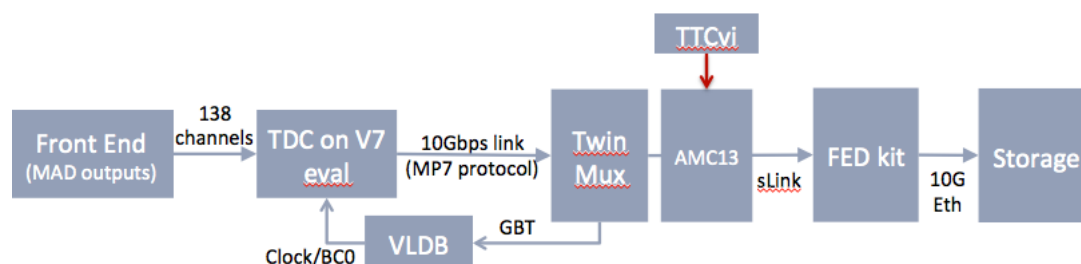 TTCvi
Front End
(MAD outputs)
138
channels
TDC on V7
eval
10Gbps link
(MP7 protocol)
Twin
Mux
AMC13
sLink
FED kit
10G
Eth
Storage
Clock/BC0
VLDB
GBT